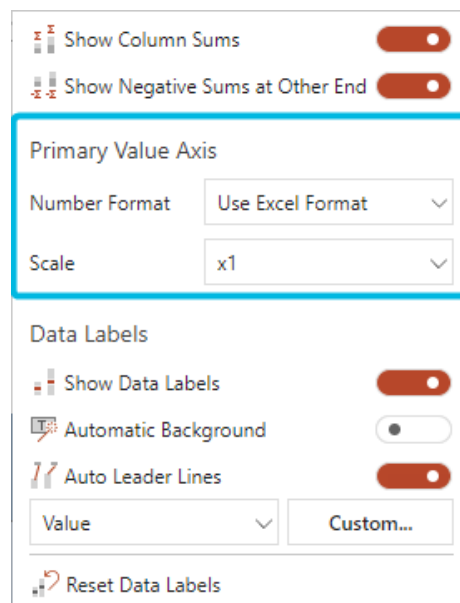 Show Column Sums
Show Negative Sums at Other End
Primary Value Axis
Number Format Use Excel Format
Scale x1
Data Labels
Show Data Labels
Automatic Background
Auto Leader Lines
Value Custom...
Reset Data Labels